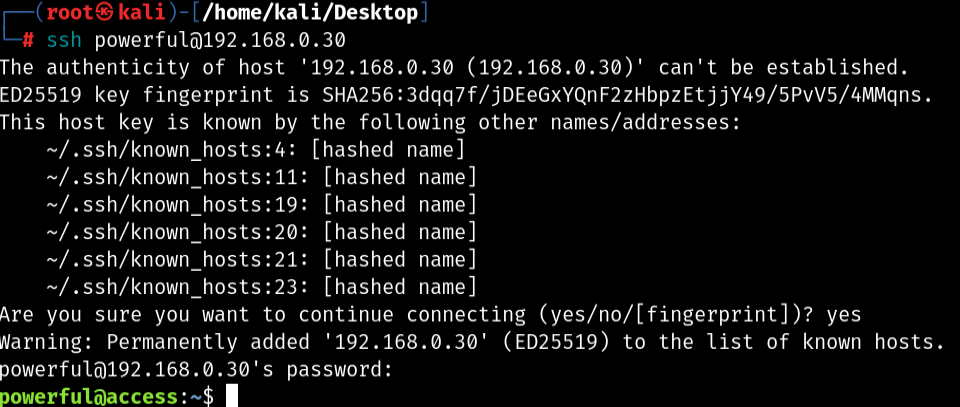 ┌──(root㉿kali)-[/home/kali/Desktop]
└─# ssh powerful@192.168.0.30
The authenticity of host '192.168.0.30 (192.168.0.30)' can't be established.
ED25519 key fingerprint is SHA256:3dqq7f/jDEeGxYQnF2zHbpzEtjjY49/5PvV5/4MMqns.
This host key is known by the following other names/addresses:
    ~/.ssh/known_hosts:4: [hashed name]
    ~/.ssh/known_hosts:11: [hashed name]
    ~/.ssh/known_hosts:19: [hashed name]
    ~/.ssh/known_hosts:20: [hashed name]
    ~/.ssh/known_hosts:21: [hashed name]
    ~/.ssh/known_hosts:23: [hashed name]
Are you sure you want to continue connecting (yes/no/[fingerprint])? yes
Warning: Permanently added '192.168.0.30' (ED25519) to the list of known hosts.
powerful@192.168.0.30's password:
powerful@access:~$